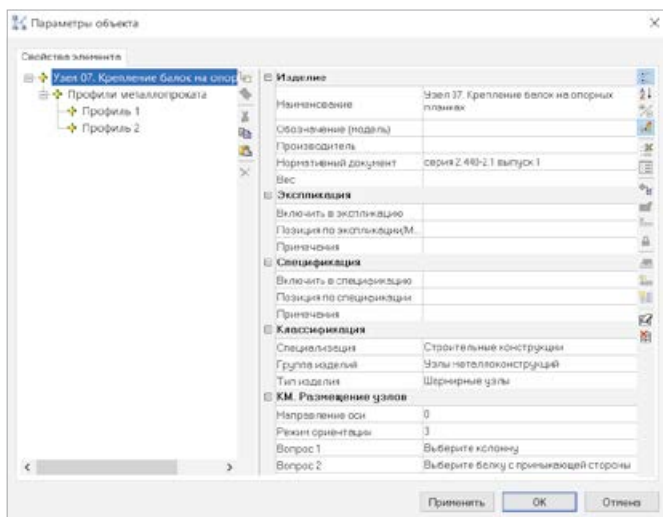 Параметры объекта
Свойства элемента
Узел 07. Крепление балок на опор
Профили металлопроката
Профиль 1
Профиль 2
Изделие
Наименование
Узел 07. Крепление балок на опорных планках
Обозначение (модель)
Производитель
Нормативный документ
серия 2.440-2.1 выпуск 1
Вес
Экспликация
Включить в экспликацию
Позиция по экспликации(М...
Примечания
Спецификация
Включить в спецификацию
Позиция по спецификации
Примечания
Классификация
Специализация
Строительные конструкции
Группа изделий
Узлы металлоконструкций
Тип изделия
Шарнирные узлы
КМ. Размещение узлов
Направление оси
0
Режим ориентации
3
Вопрос 1
Выберите колонну
Вопрос 2
Выберите балку с примыкающей стороны
Применить
ОК
Отмена